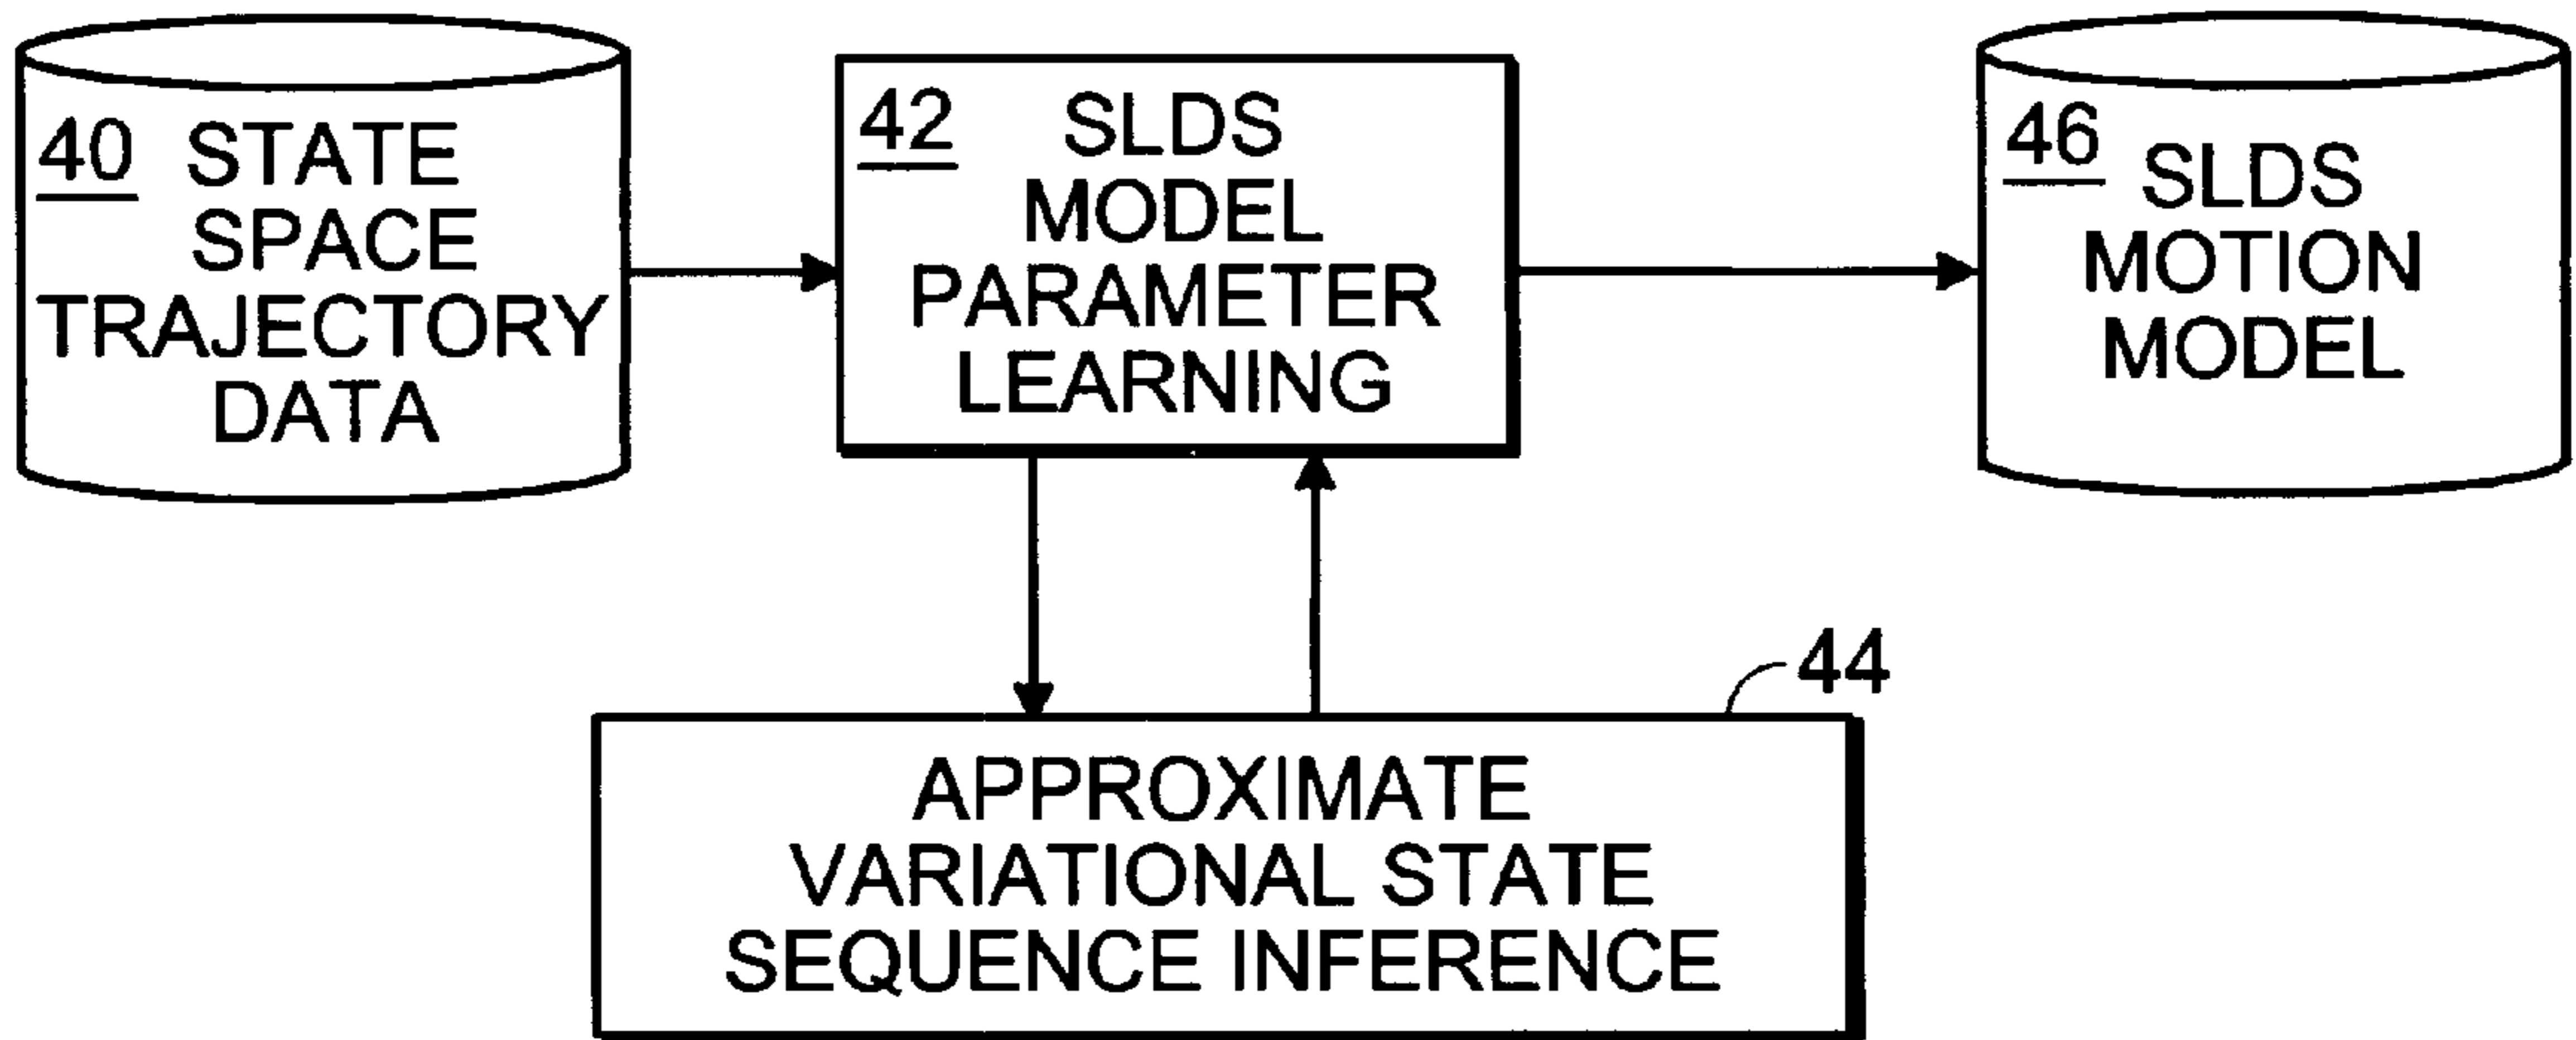 40 STATE
SPACE
TRAJECTORY
DATA
42 SLDS
MODEL
PARAMETER
LEARNING
46 SLDS
MOTION
MODEL
44
APPROXIMATE
VARIATIONAL STATE
SEQUENCE INFERENCE